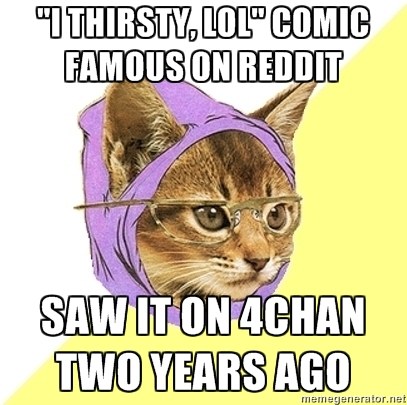 "I THIRSTY, LOL" COMIC
FAMOUS ON REDDIT
SAW IT ON 4CHAN
TWO YEARS AGO
memegenerator.net